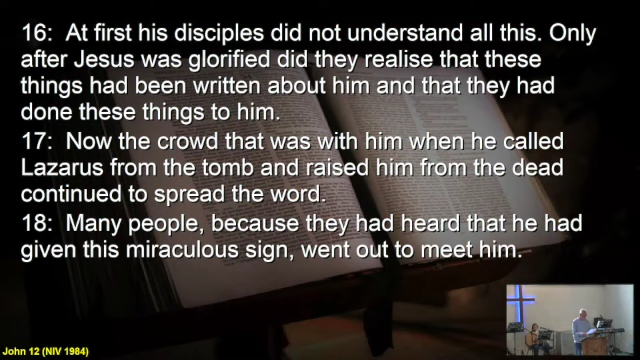 16: At first his disciples did not understand all this. Only
after Jesus was glorified did they realise that these
things had been written about him and that they had
done these things to him.
17: Now the crowd that was with him when he called
Lazarus from the tomb and raised him from the dead
continued to spread the word.
18: Many people, because they had heard that he had
given this miraculous sign, went out to meet him.
John 12 (NIV 1984)